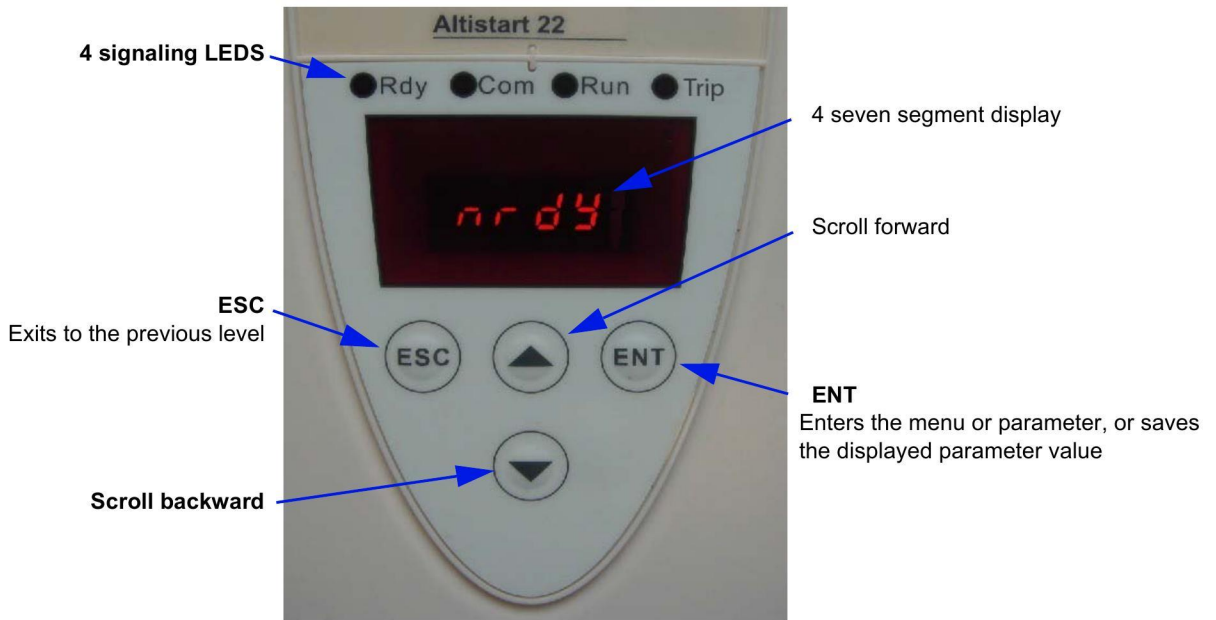 Altistart 22
4 signaling LEDS
Rdy Com Run Trip
4 seven segment display
nrdY
Scroll forward
ESC
Exits to the previous level
ESC
ENT
ENT
Enters the menu or parameter, or saves
the displayed parameter value
Scroll backward